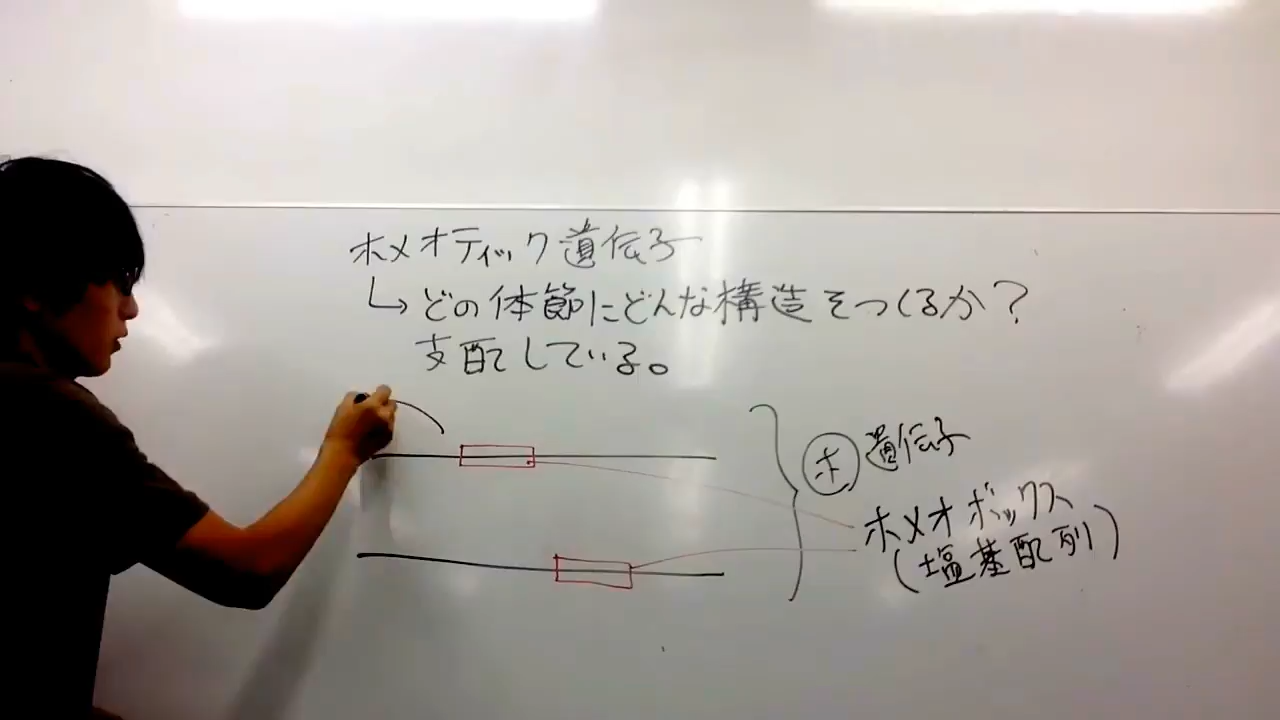 ホメオティック遺伝子
↳ どの体節にどんな構造をつくるか?
支配している。
ホ 遺伝子
ホメオボックス
(塩基配列)